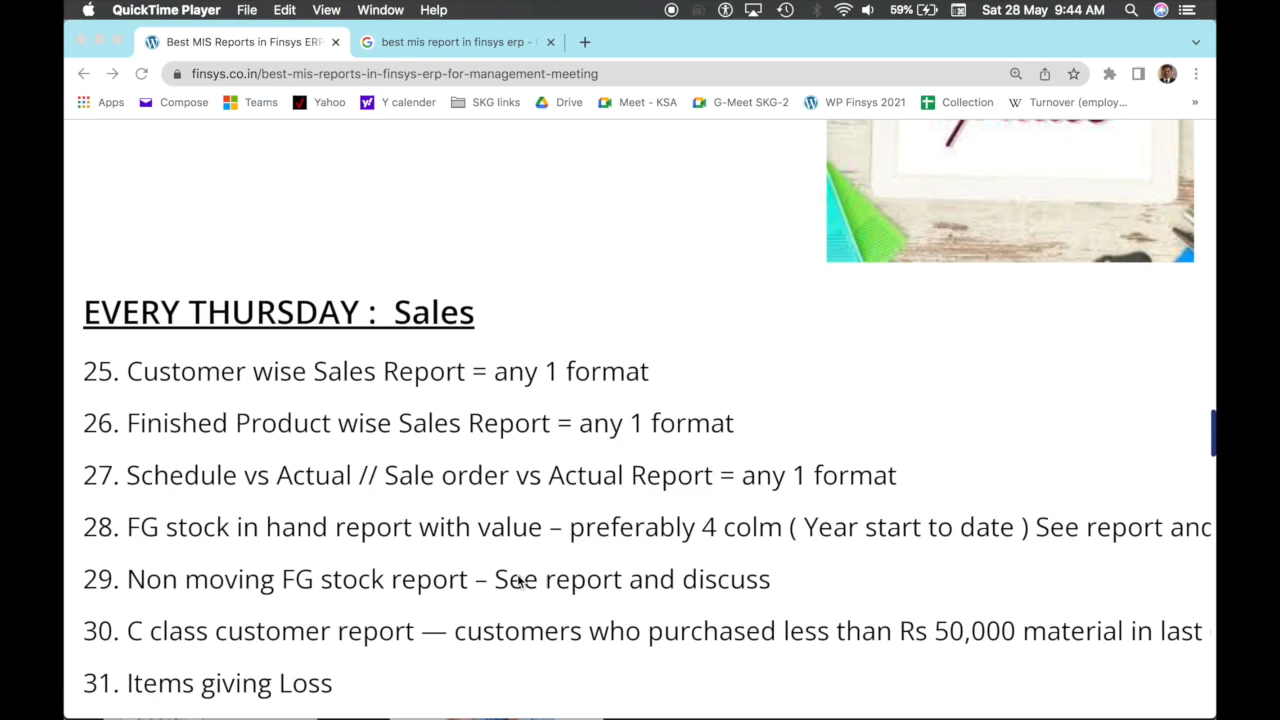 QuickTime Player File Edit View Window Help 59% Sat 28 May 9:44 AM
Best MIS Reports in Finsys ERP best mis report in finsys erp -
finsys.co.in/best-mis-reports-in-finsys-erp-for-management-meeting
Apps Compose Teams Yahoo Y calender SKG links Drive Meet - KSA G-Meet SKG-2 WP Finsys 2021 Collection Turnover (employ... »
EVERY THURSDAY : Sales
25. Customer wise Sales Report = any 1 format
26. Finished Product wise Sales Report = any 1 format
27. Schedule vs Actual // Sale order vs Actual Report = any 1 format
28. FG stock in hand report with value – preferably 4 colm ( Year start to date ) See report and
29. Non moving FG stock report – See report and discuss
30. C class customer report — customers who purchased less than Rs 50,000 material in last
31. Items giving Loss